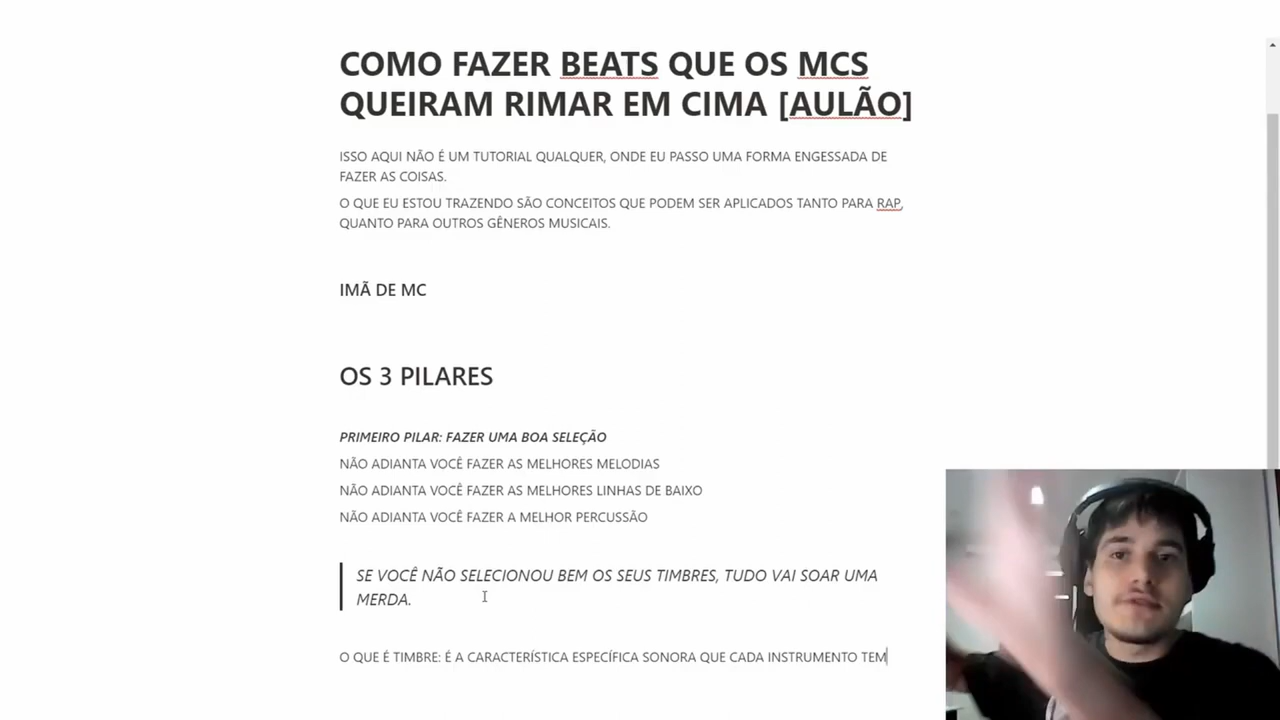 COMO FAZER BEATS QUE OS MCS
QUEIRAM RIMAR EM CIMA [AULÃO]
ISSO AQUI NÃO É UM TUTORIAL QUALQUER, ONDE EU PASSO UMA FORMA ENGESSADA DE
FAZER AS COISAS.
O QUE EU ESTOU TRAZENDO SÃO CONCEITOS QUE PODEM SER APLICADOS TANTO PARA RAP,
QUANTO PARA OUTROS GÊNEROS MUSICAIS.
IMÃ DE MC
OS 3 PILARES
PRIMEIRO PILAR: FAZER UMA BOA SELEÇÃO
NÃO ADIANTA VOCÊ FAZER AS MELHORES MELODIAS
NÃO ADIANTA VOCÊ FAZER AS MELHORES LINHAS DE BAIXO
NÃO ADIANTA VOCÊ FAZER A MELHOR PERCUSSÃO
SE VOCÊ NÃO SELECIONOU BEM OS SEUS TIMBRES, TUDO VAI SOAR UMA
MERDA.
O QUE É TIMBRE: É A CARACTERÍSTICA ESPECÍFICA SONORA QUE CADA INSTRUMENTO TEM